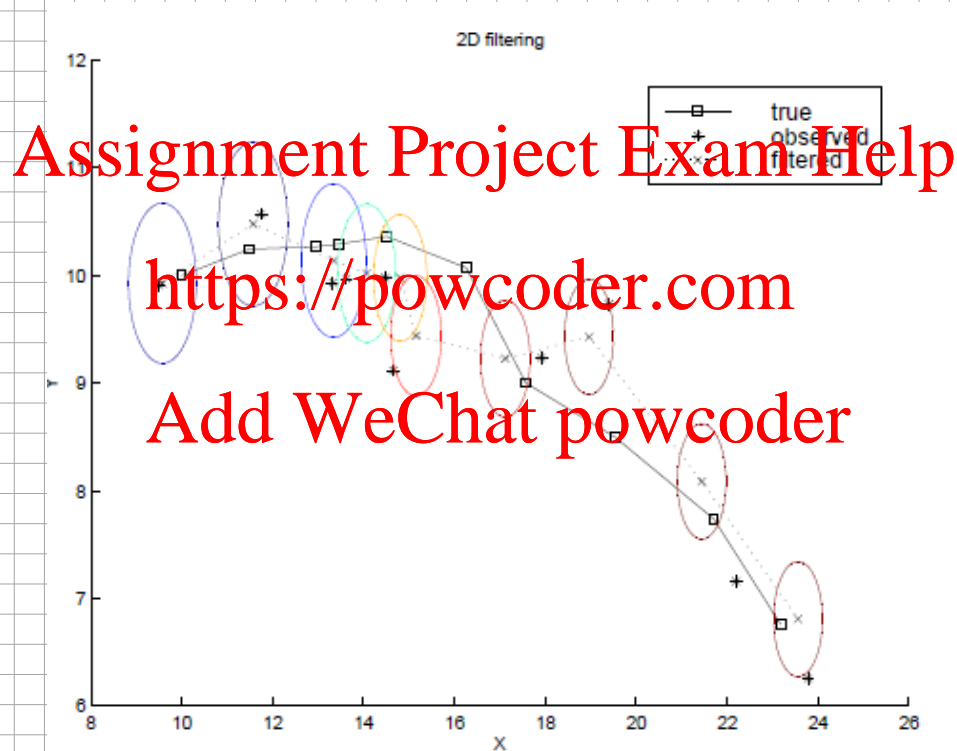 2D filtering
12
true
observed
filtered
Assignment Project Exam Help
11
10
https://powcoder.com
9
Y
Add WeChat powcoder
8
7
6
8 10 12 14 16 18 20 22 24 26
X